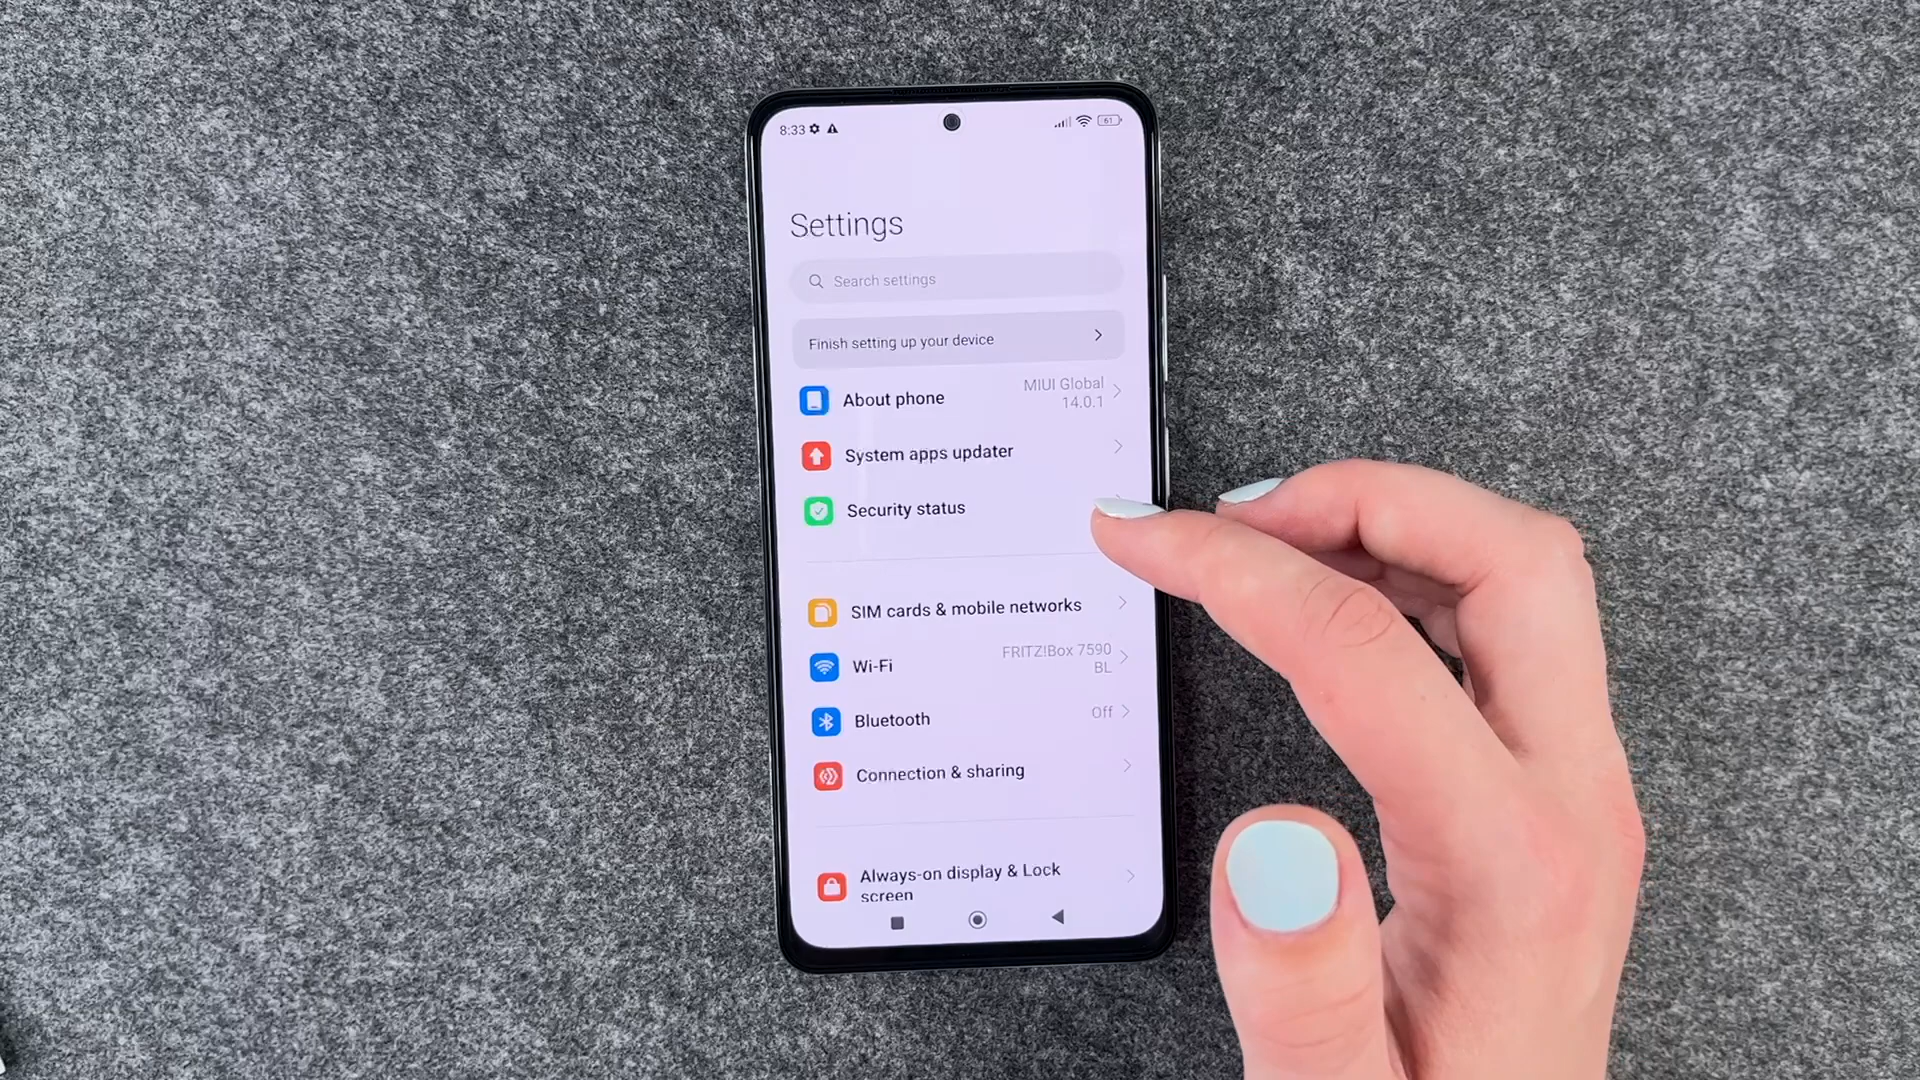 8:33
61
Settings
Search settings
Finish setting up your device
About phone
MIUI Global
14.0.1
System apps updater
Security status
SIM cards & mobile networks
Wi-Fi
FRITZ!Box 7590
BL
Bluetooth
Off
Connection & sharing
Always-on display & Lock
screen